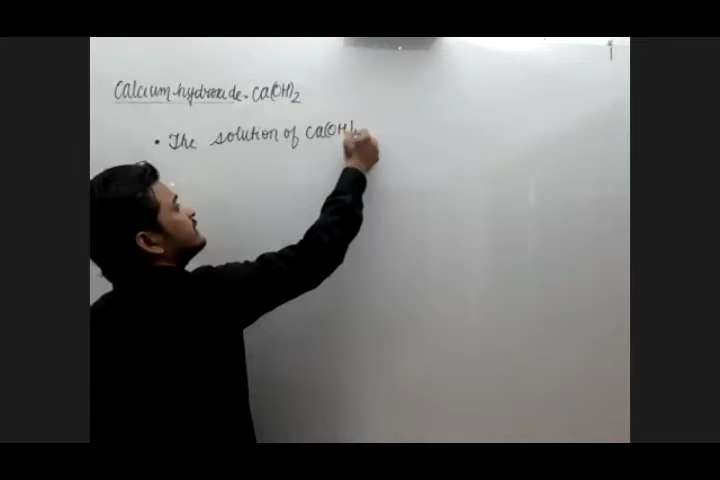 Calcium hydroxide - Ca(OH)2
• The solution of Ca(OH)